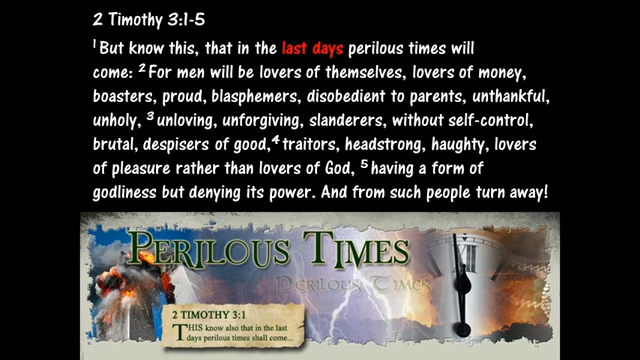 2 Timothy 3:1-5
1 But know this, that in the last days perilous times will
come: 2 For men will be lovers of themselves, lovers of money,
boasters, proud, blasphemers, disobedient to parents, unthankful,
unholy, 3 unloving, unforgiving, slanderers, without self-control,
brutal, despisers of good,4 traitors, headstrong, haughty, lovers
of pleasure rather than lovers of God, 5 having a form of
godliness but denying its power. And from such people turn away!
PERILOUS TIMES
PERILOUS TIMES
2 TIMOTHY 3:1
THIS know also that in the last
days perilous times shall come...